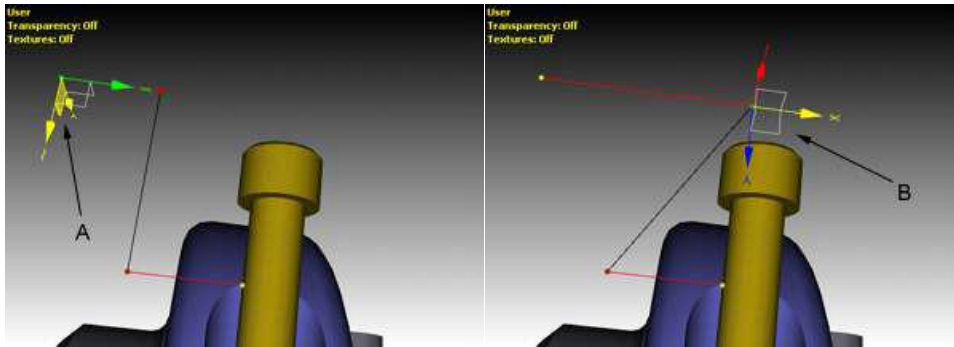 User
Transparency: Off
Textures: Off
A
User
Transparency: Off
Textures: Off
X
B